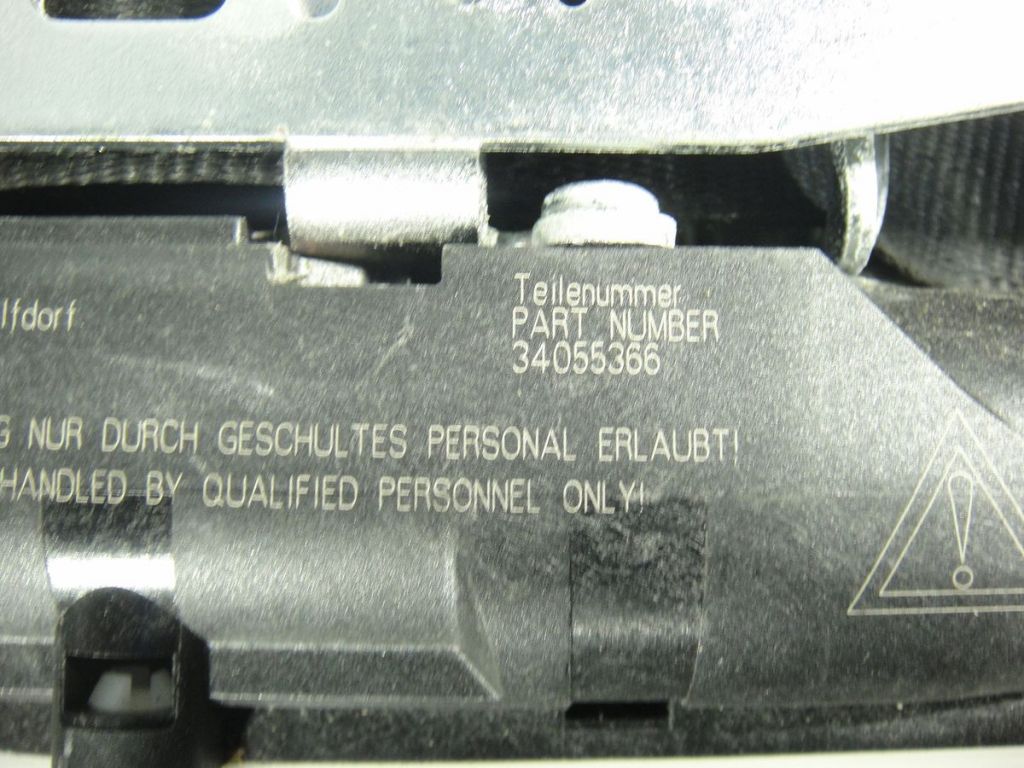 lfdorf
Teilenummer
PART NUMBER
34055366
G NUR DURCH GESCHULTES PERSONAL ERLAUBT!
HANDLED BY QUALIFIED PERSONNEL ONLY!